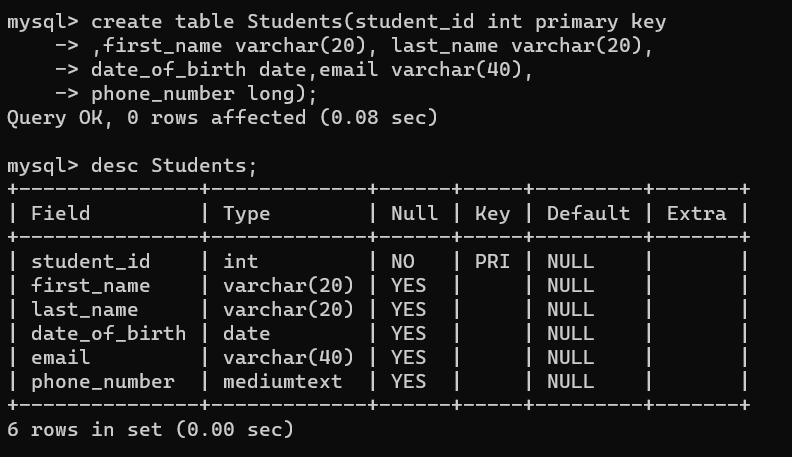 mysql> create table Students(student_id int primary key
    -> ,first_name varchar(20), last_name varchar(20),
    -> date_of_birth date,email varchar(40),
    -> phone_number long);
Query OK, 0 rows affected (0.08 sec)

mysql> desc Students;
+---------------+-------------+------+-----+---------+-------+
| Field         | Type        | Null | Key | Default | Extra |
+---------------+-------------+------+-----+---------+-------+
| student_id    | int         | NO   | PRI | NULL    |       |
| first_name    | varchar(20) | YES  |     | NULL    |       |
| last_name     | varchar(20) | YES  |     | NULL    |       |
| date_of_birth | date        | YES  |     | NULL    |       |
| email         | varchar(40) | YES  |     | NULL    |       |
| phone_number  | mediumtext  | YES  |     | NULL    |       |
+---------------+-------------+------+-----+---------+-------+
6 rows in set (0.00 sec)